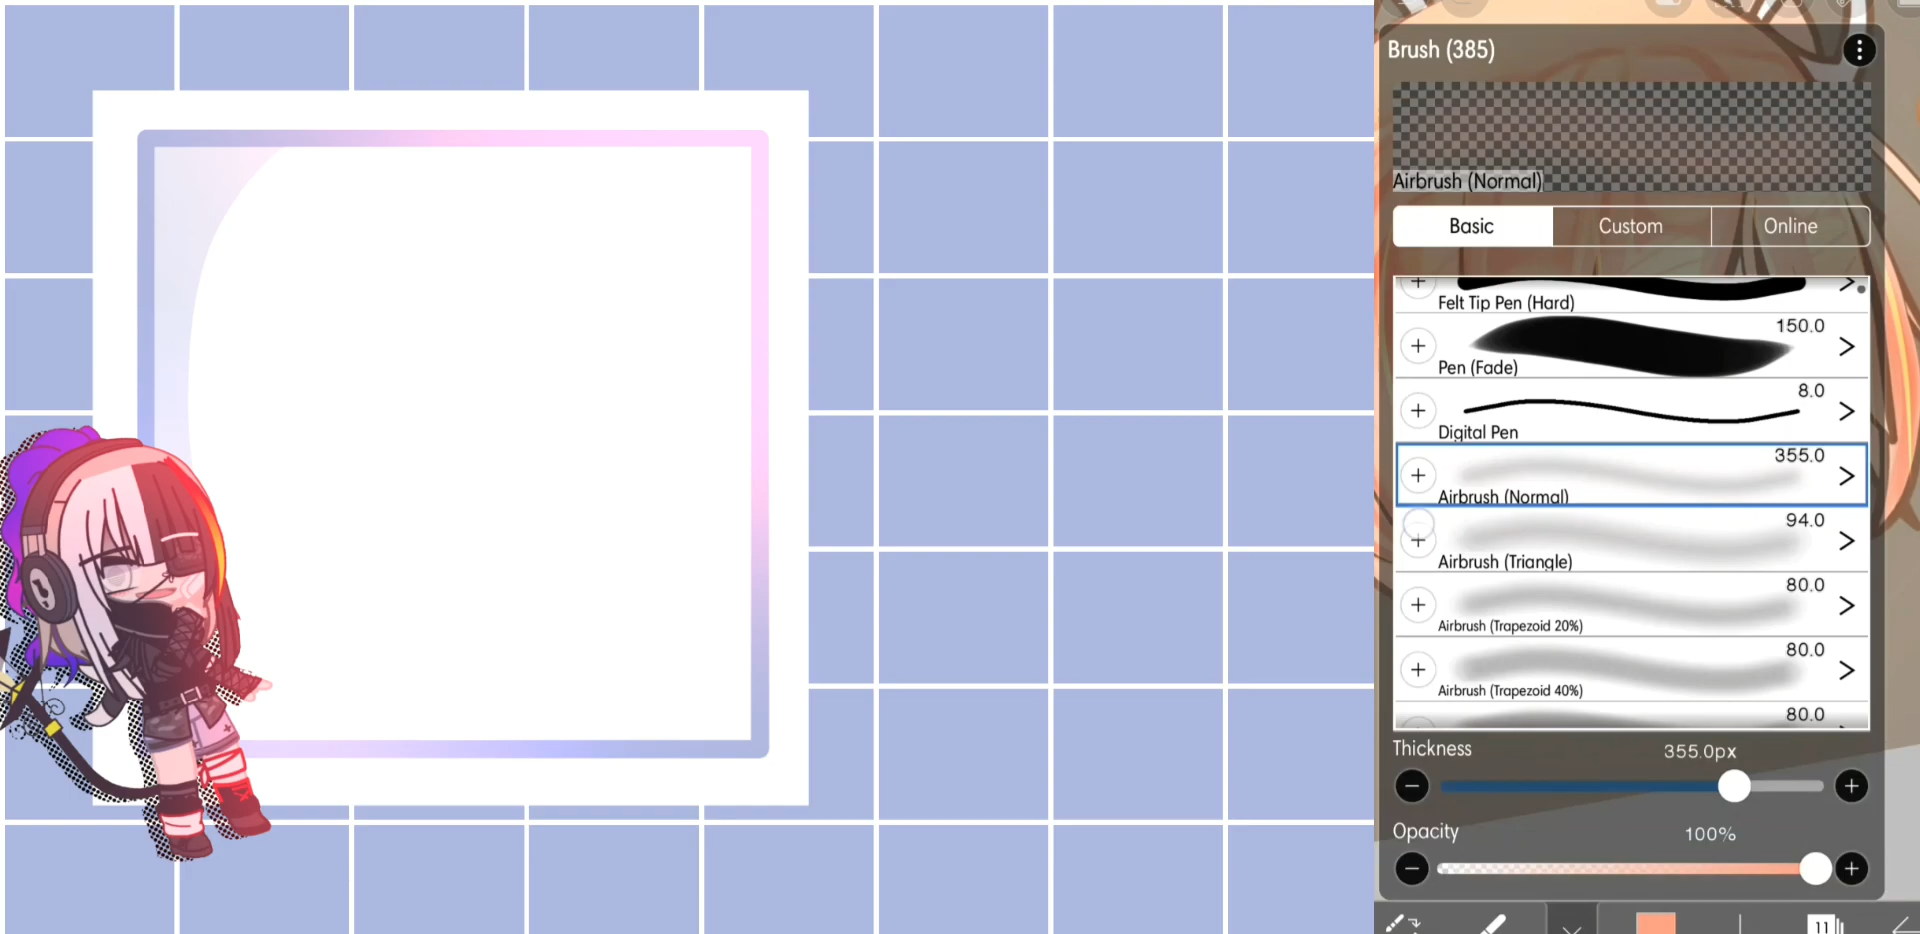 Brush (385)
Airbrush (Normal)
Basic
Custom
Online
Felt Tip Pen (Hard)
150.0
Pen (Fade)
8.0
Digital Pen
355.0
Airbrush (Normal)
94.0
Airbrush (Triangle)
80.0
Airbrush (Trapezoid 20%)
80.0
Airbrush (Trapezoid 40%)
80.0
Thickness
355.0px
Opacity
100%
11